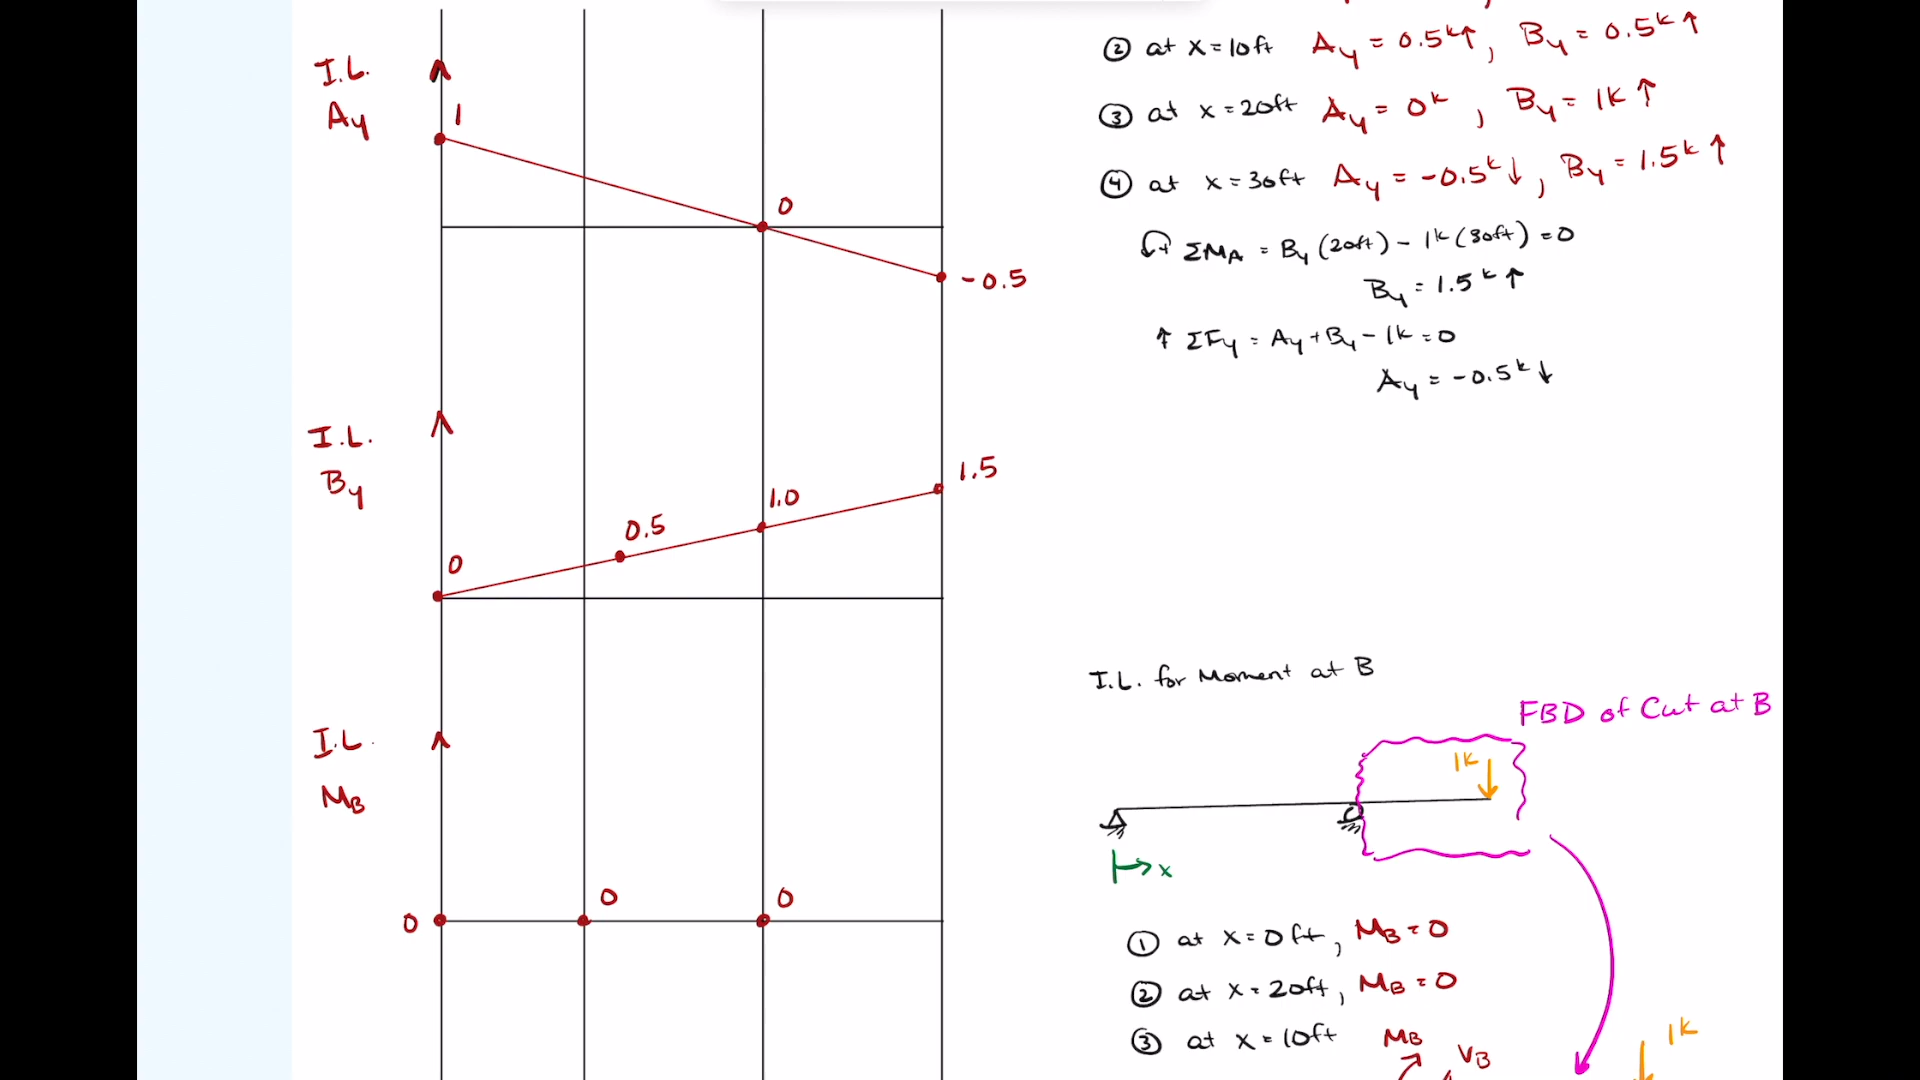 I.L.
Ay
1
0
-0.5
I.L.
By
0
0.5
1.0
1.5
I.L.
MB
0
0
0
② at x=10ft Ay = 0.5k↑, By = 0.5k↑
③ at x=20ft Ay = 0k, By = 1k↑
④ at x=30ft Ay = -0.5k↓, By = 1.5k↑
ΣMA = By(20ft) - 1k(30ft) = 0
By = 1.5k↑
↑ ΣFy = Ay + By - 1k = 0
Ay = -0.5k↓
I.L. for Moment at B
FBD of Cut at B
1k
x
① at x=0ft, MB=0
② at x=20ft, MB=0
③ at x=10ft
MB
VB
1k